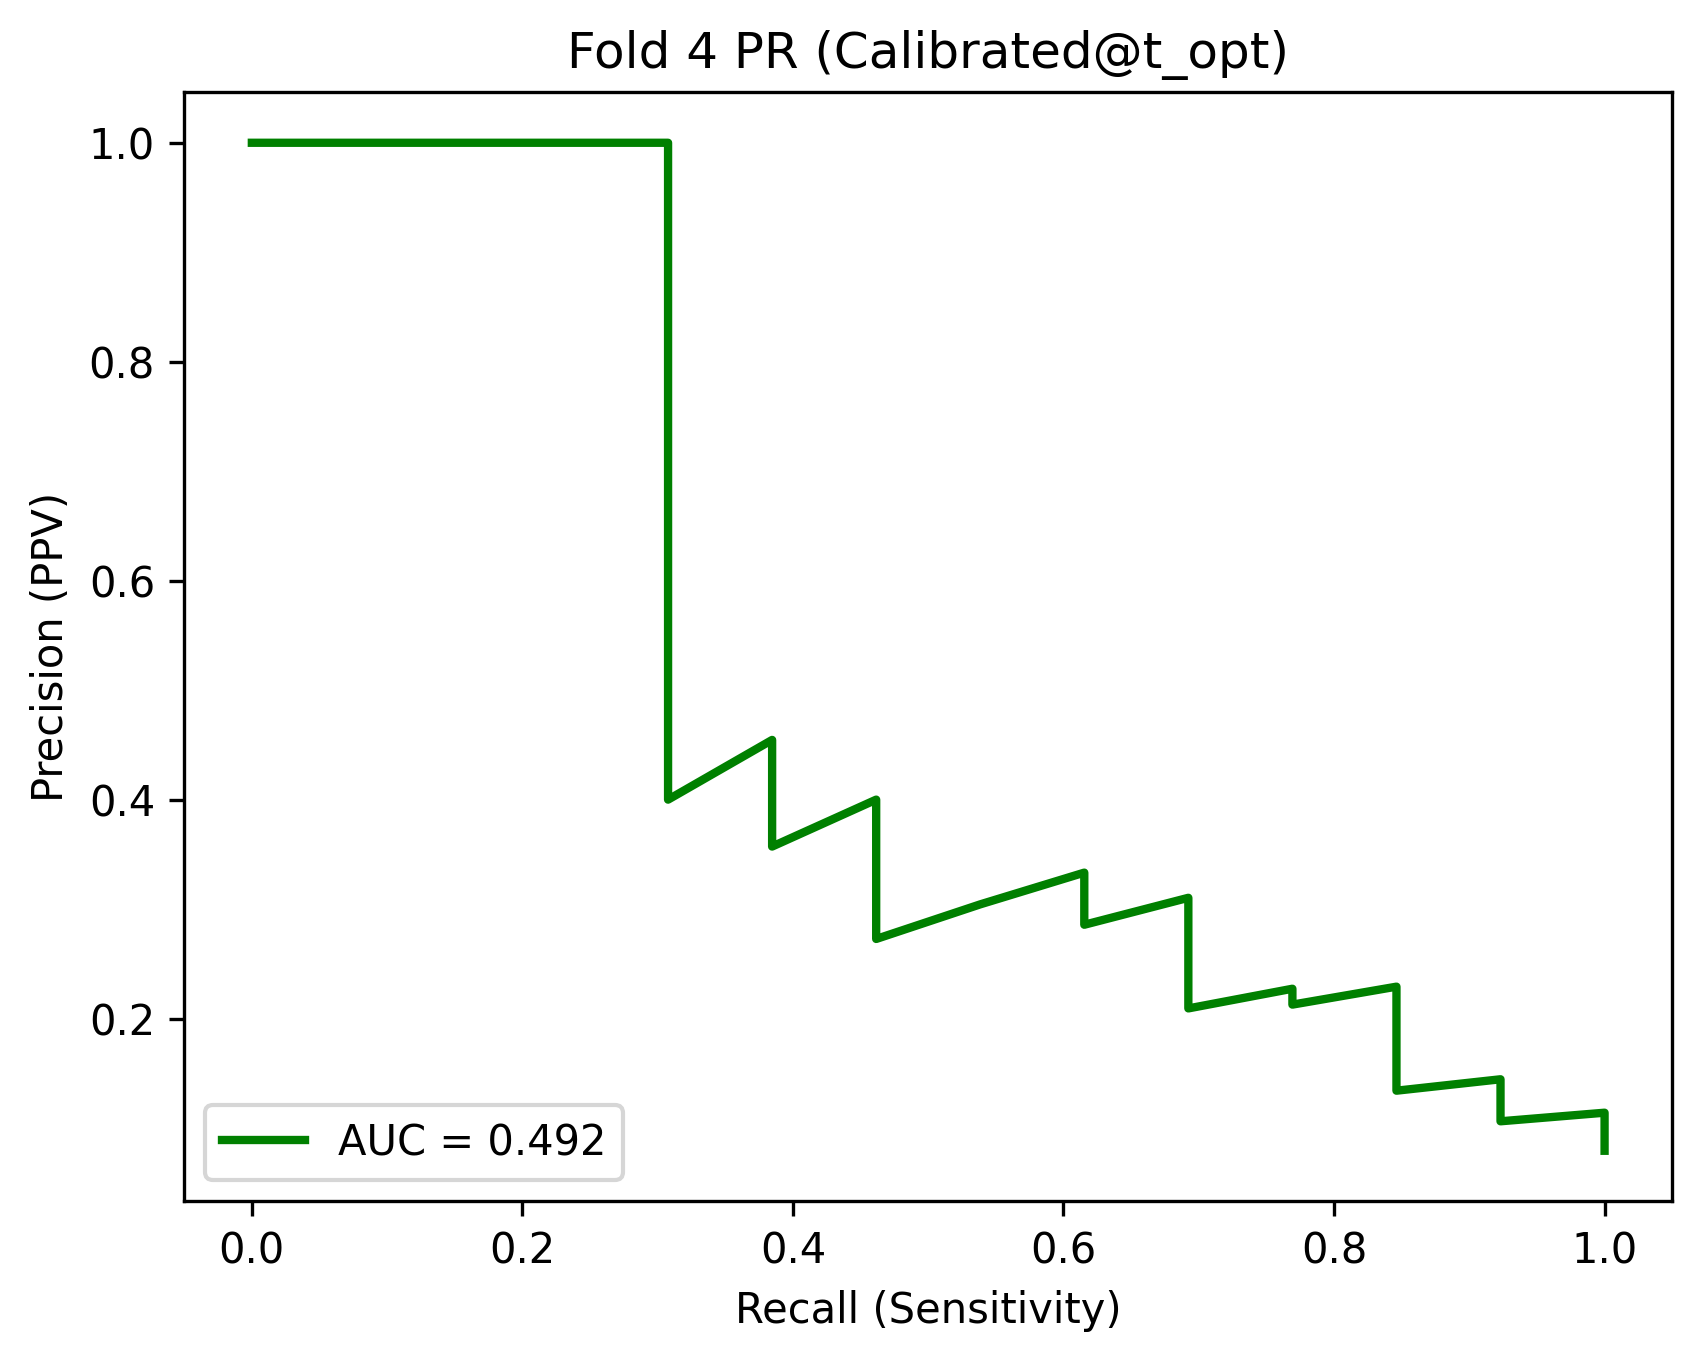 Fold 4 PR (Calibrated@t_opt)
Precision (PPV)
1.0
0.8
0.6
0.4
0.2
AUC = 0.492
0.0 0.2 0.4 0.6 0.8 1.0
Recall (Sensitivity)